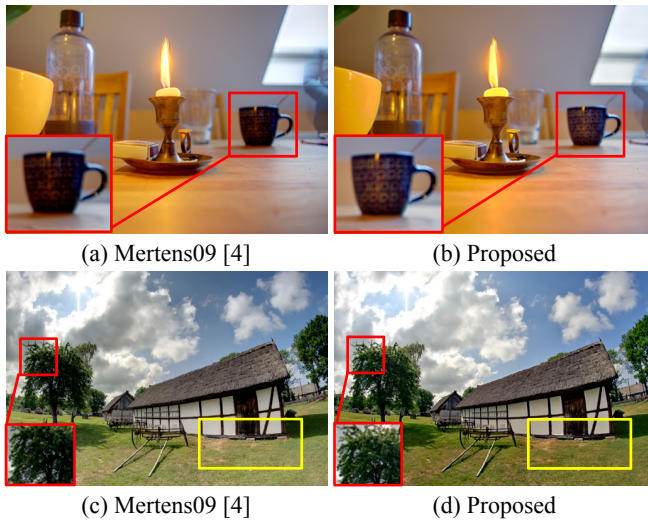 (a) Mertens09 [4]
(b) Proposed
(c) Mertens09 [4]
(d) Proposed